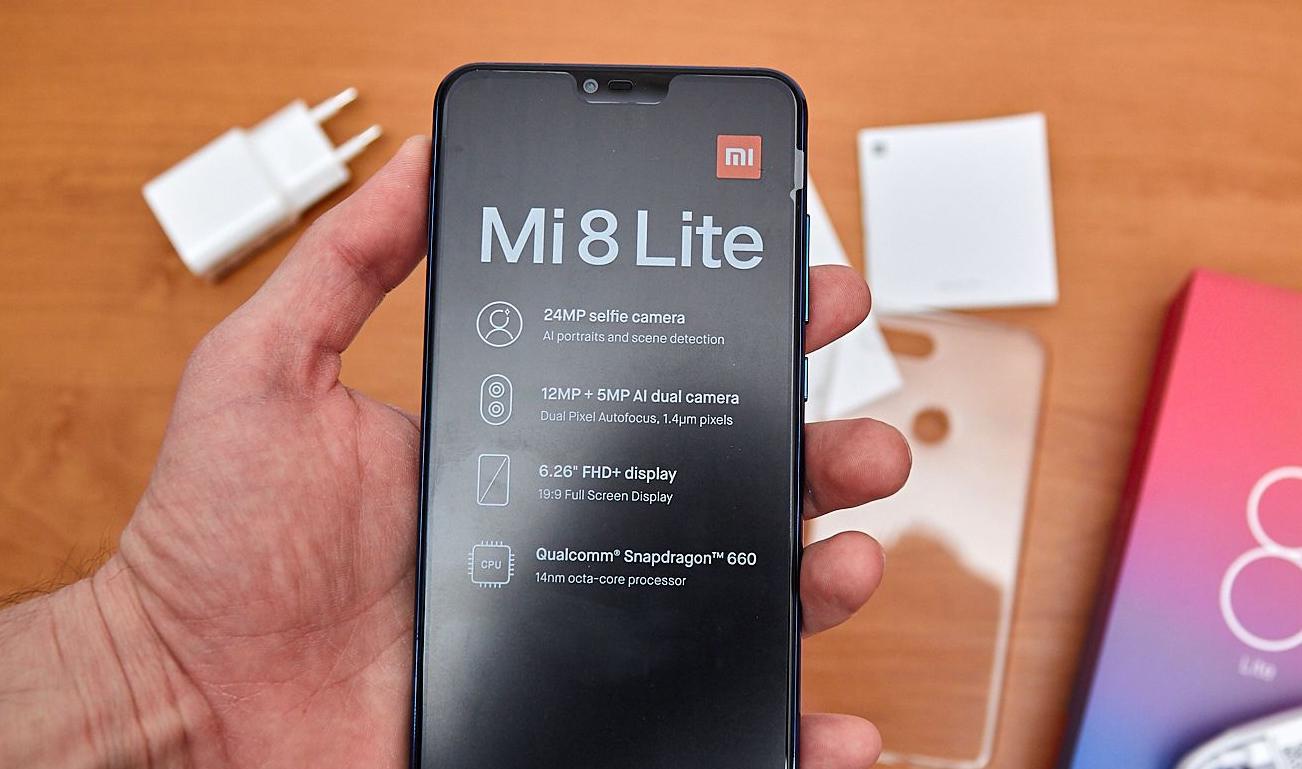 mi
Mi 8 Lite
24MP selfie camera
AI portraits and scene detection
12MP + 5MP AI dual camera
Dual Pixel Autofocus, 1.4μm pixels
6.26" FHD+ display
19:9 Full Screen Display
CPU
Qualcomm® Snapdragon™ 660
14nm octa-core processor
8
Lite